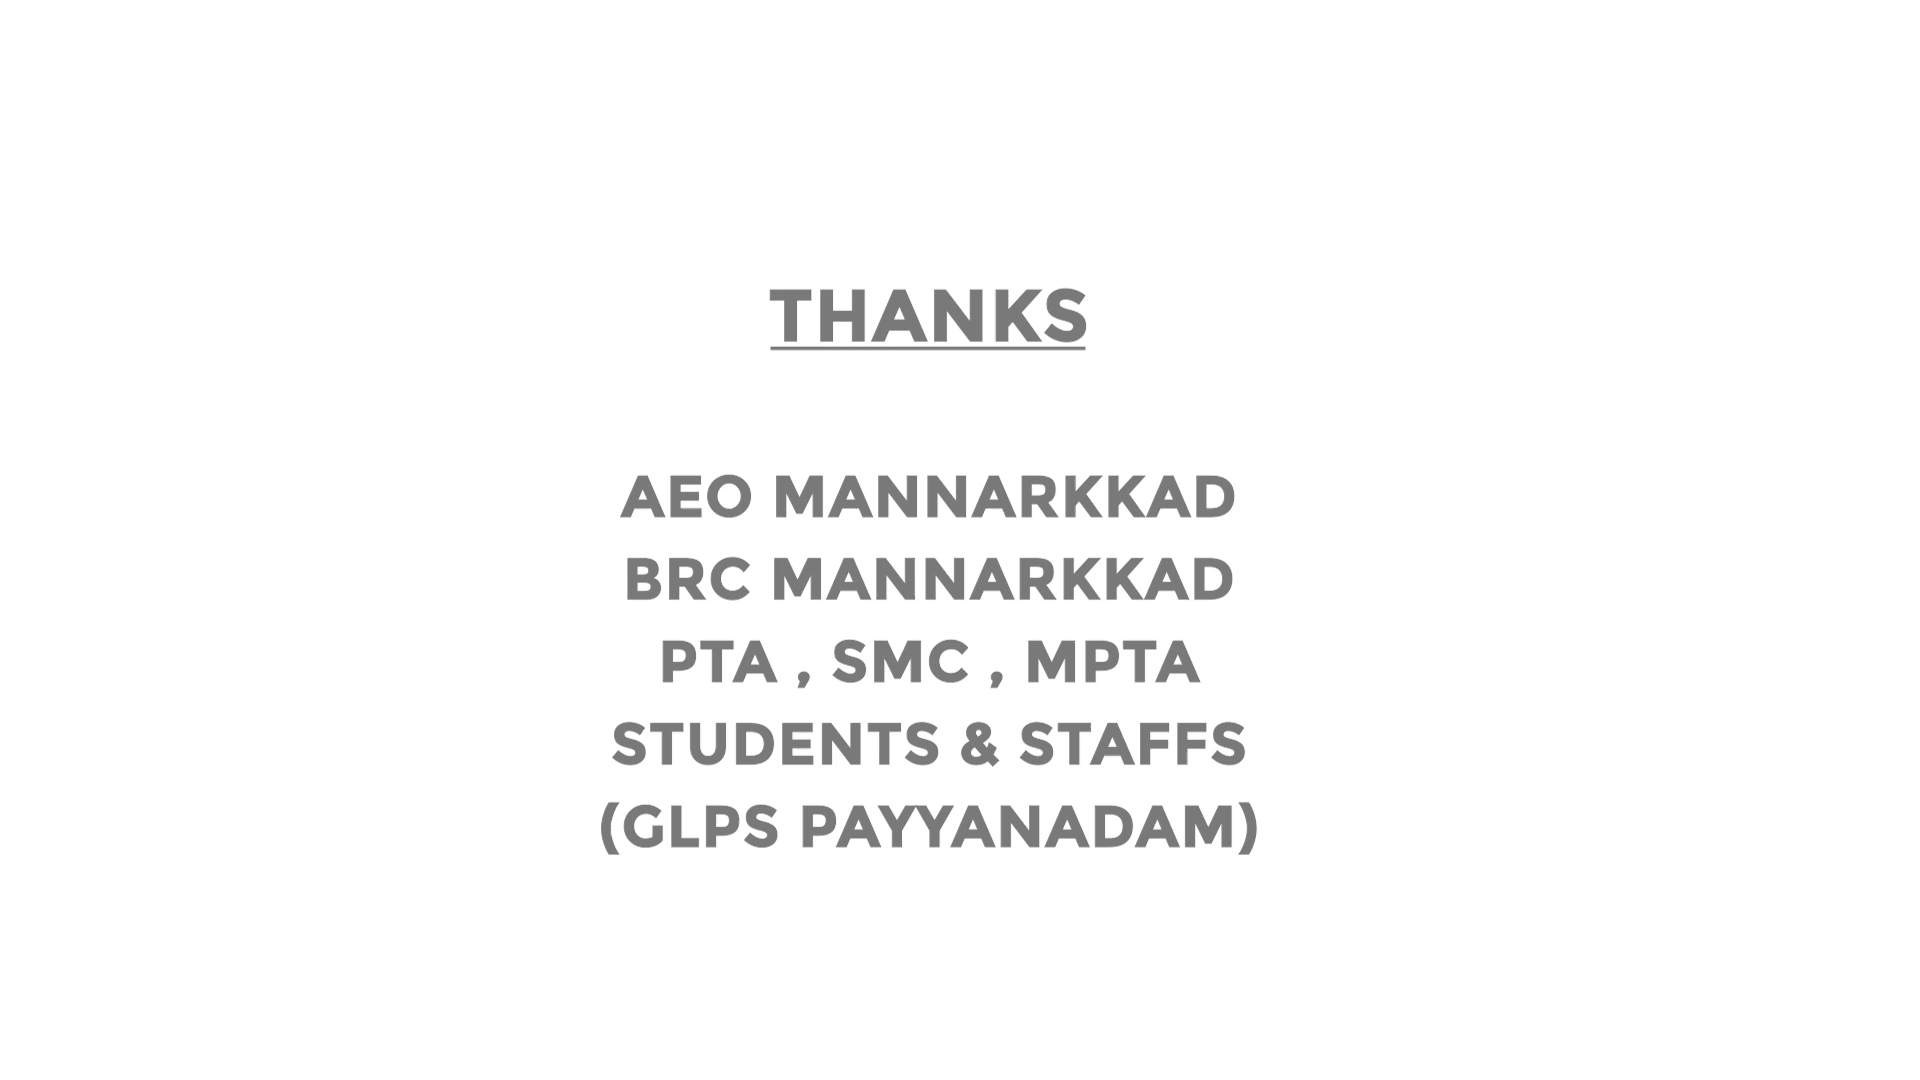 THANKS
AEO MANNARKKAD
BRC MANNARKKAD
PTA , SMC , MPTA
STUDENTS & STAFFS
(GLPS PAYYANADAM)